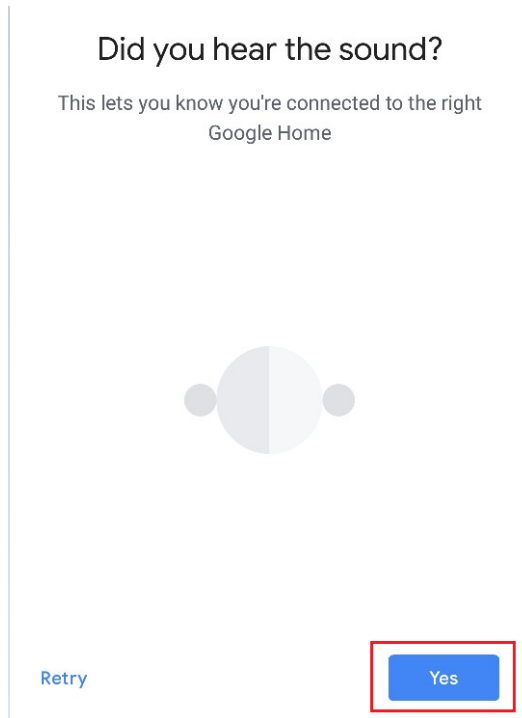 Did you hear the sound?
This lets you know you're connected to the right
Google Home
Retry
Yes